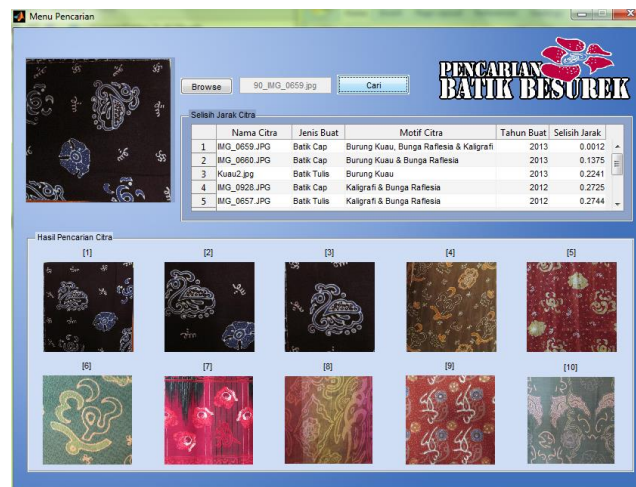 Menu Pencarian
PENCARIAN
BATIK BESUREK
Browse
90_IMG_0659.jpg
Cari
Selisih Jarak Citra
Nama Citra Jenis Buat Motif Citra Tahun Buat Selisih Jarak
1 IMG_0659.JPG Batik Cap Burung Kuau, Bunga Raflesia & Kaligrafi 2013 0.0012
2 IMG_0660.JPG Batik Cap Burung Kuau & Bunga Raflesia 2013 0.1375
3 Kuau2.jpg Batik Tulis Burung Kuau 2013 0.2241
4 IMG_0928.JPG Batik Cap Kaligrafi & Bunga Raflesia 2012 0.2725
5 IMG_0657.JPG Batik Tulis Kaligrafi & Bunga Raflesia 2012 0.2744
Hasil Pencarian Citra
[1] [2] [3] [4] [5]
[6] [7] [8] [9] [10]